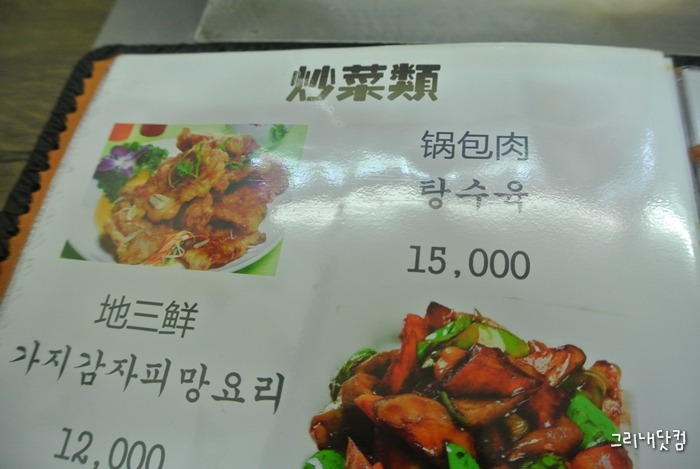 炒菜類
锅包肉
탕수육
15,000
地三鲜
가지감자피망요리
12,000
그리내닷컴